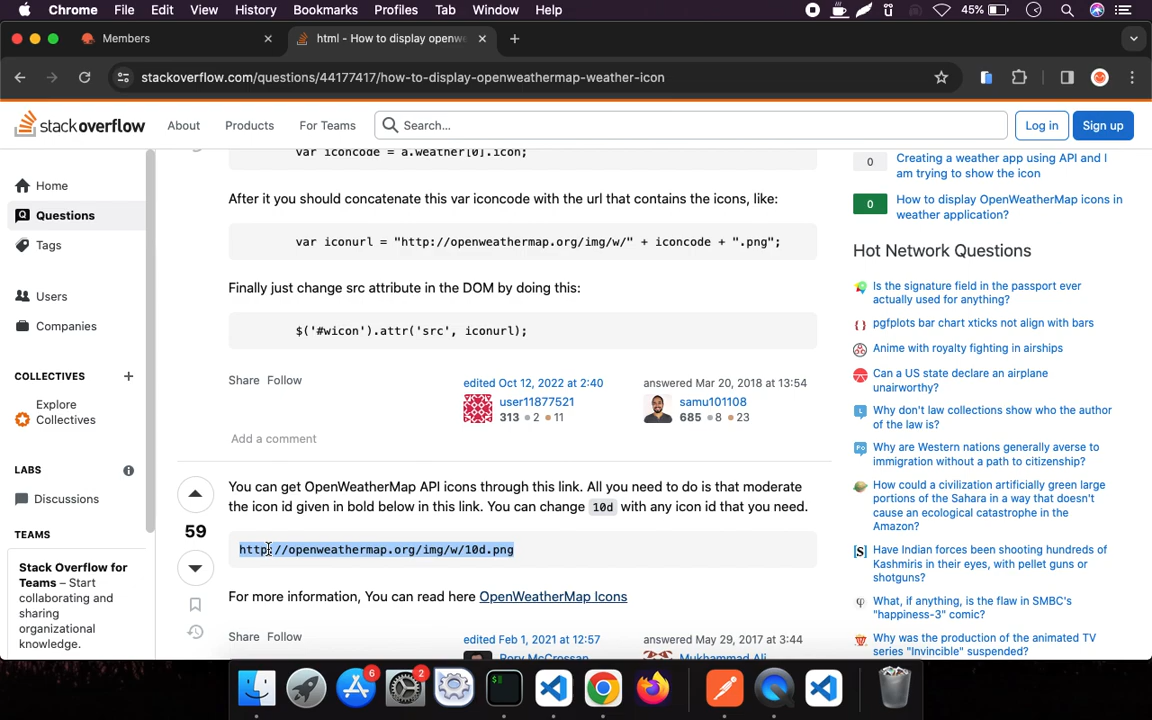 Chrome File Edit View History Bookmarks Profiles Tab Window Help 45%
Members
html - How to display openwe
stackoverflow.com/questions/44177417/how-to-display-openweathermap-weather-icon
stackoverflow About Products For Teams Search... Log in Sign up
Home
Questions
Tags
Users
Companies
COLLECTIVES
Explore
Collectives
LABS
Discussions
TEAMS
Stack Overflow for
Teams – Start
collaborating and
sharing
organizational
knowledge.
var iconcode = a.weather[0].icon;
After it you should concatenate this var iconcode with the url that contains the icons, like:
var iconurl = "http://openweathermap.org/img/w/" + iconcode + ".png";
Finally just change src attribute in the DOM by doing this:
$('#wicon').attr('src', iconurl);
Share Follow
edited Oct 12, 2022 at 2:40
user11877521
313 2 11
answered Mar 20, 2018 at 13:54
samu101108
685 8 23
Add a comment
59
You can get OpenWeatherMap API icons through this link. All you need to do is that moderate
the icon id given in bold below in this link. You can change 10d with any icon id that you need.
http://openweathermap.org/img/w/10d.png
For more information, You can read here OpenWeatherMap Icons
Share Follow
edited Feb 1, 2021 at 12:57
Rory McCrossan
answered May 29, 2017 at 3:44
Mukhammad Ali
0 Creating a weather app using API and I
am trying to show the icon
0 How to display OpenWeatherMap icons in
weather application?
Hot Network Questions
Is the signature field in the passport ever
actually used for anything?
pgfplots bar chart xticks not align with bars
Anime with royalty fighting in airships
Can a US state declare an airplane
unairworthy?
Why don't law collections show who the author
of the law is?
Why are Western nations generally averse to
immigration without a path to citizenship?
How could a civilization artificially green large
portions of the Sahara in a way that doesn't
cause an ecological catastrophe in the
Amazon?
Have Indian forces been shooting hundreds of
Kashmiris in their eyes, with pellet guns or
shotguns?
What, if anything, is the flaw in SMBC's
"happiness-3" comic?
Why was the production of the animated TV
series "Invincible" suspended?
6
2